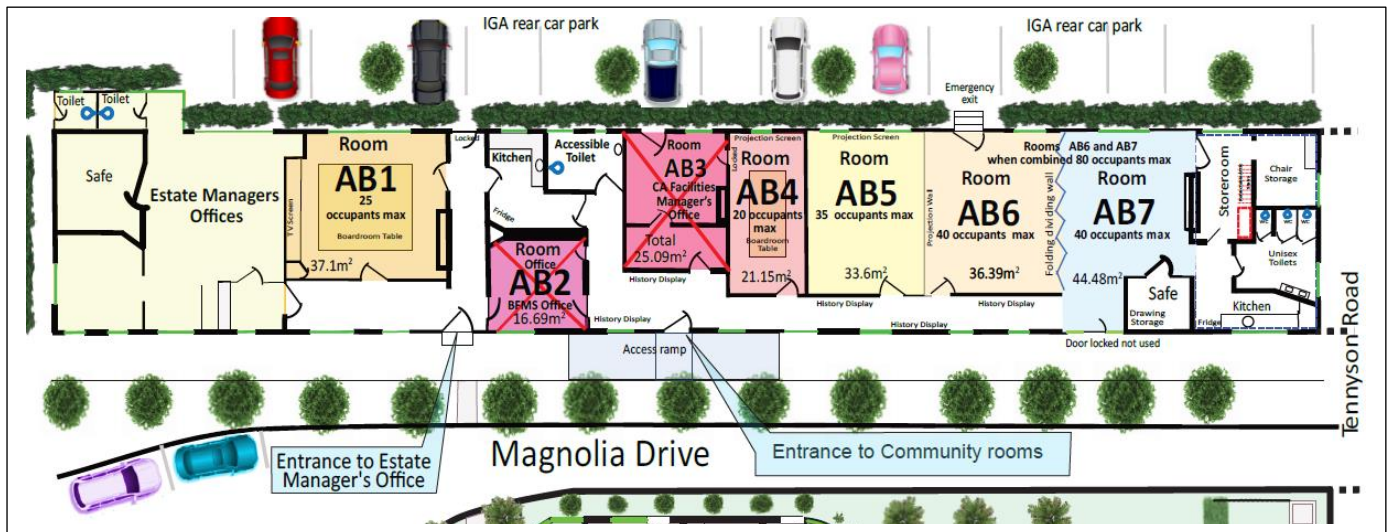 IGA rear car park
IGA rear car park
Emergency
exit
Toilet
Toilet
Safe
Estate Managers
Offices
TV Screen
Room
AB1
25
occupants max
Boardroom Table
37.1m²
Locked
Kitchen
Fridge
Accessible
Toilet
Room
Office
AB2
BFMS Office
16.69m²
Room
AB3
CA Facilities
Manager's
Office
Total
25.09m²
History Display
History Display
Locked
Projection Screen
Room
AB4
20 occupants
max
Boardroom
Table
21.15m²
Projection Screen
Room
AB5
35 occupants max
33.6m²
History Display
History Display
Projection Wall
Room
AB6
40 occupants max
36.39m²
History Display
Folding dividing wall
Rooms AB6 and AB7
when combined 80 occupants max
Room
AB7
40 occupants max
44.48m²
Safe
Drawing
Storage
Door locked not used
Storeroom
Chair
Storage
WC
WC
WC
Unisex
Toilets
Kitchen
Fridge
Access ramp
Tennyson Road
Entrance to Estate
Manager's Office
Magnolia Drive
Entrance to Community rooms